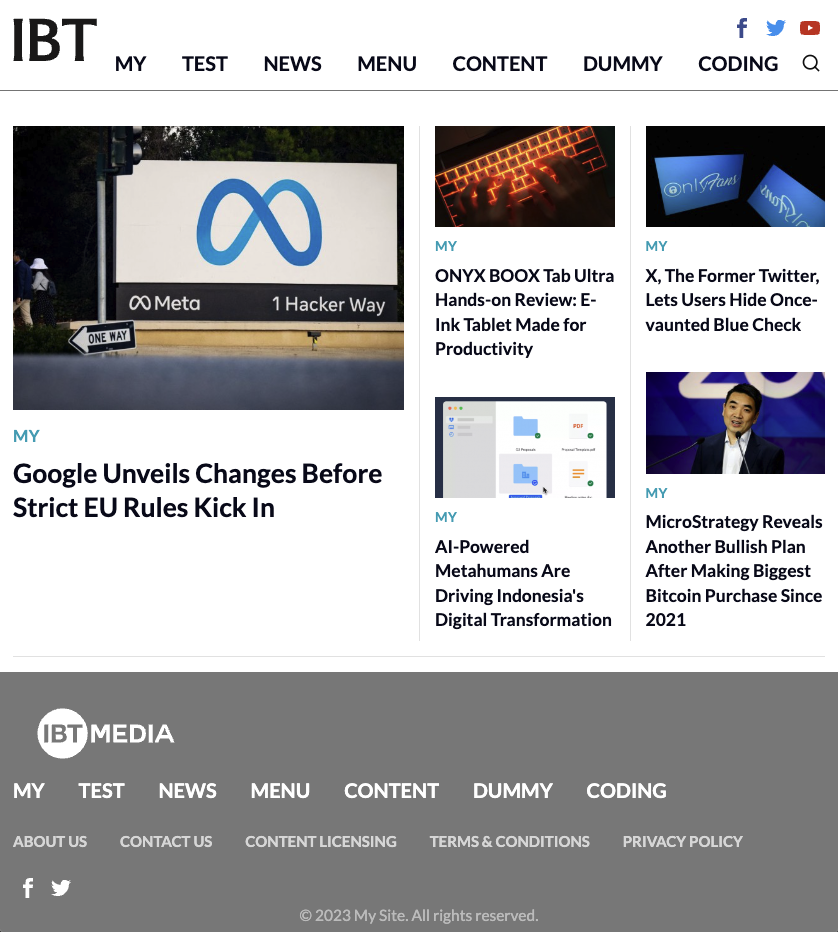 IBT
MY TEST NEWS MENU CONTENT DUMMY CODING
Meta 1 Hacker Way
ONE WAY
MY
Google Unveils Changes Before
Strict EU Rules Kick In
MY
ONYX BOOX Tab Ultra
Hands-on Review: E-
Ink Tablet Made for
Productivity
PDF
MY
AI-Powered
Metahumans Are
Driving Indonesia's
Digital Transformation
OnlyFans
MY
X, The Former Twitter,
Lets Users Hide Once-
vaunted Blue Check
MY
MicroStrategy Reveals
Another Bullish Plan
After Making Biggest
Bitcoin Purchase Since
2021
IBT MEDIA
MY TEST NEWS MENU CONTENT DUMMY CODING
ABOUT US CONTACT US CONTENT LICENSING TERMS & CONDITIONS PRIVACY POLICY
© 2023 My Site. All rights reserved.